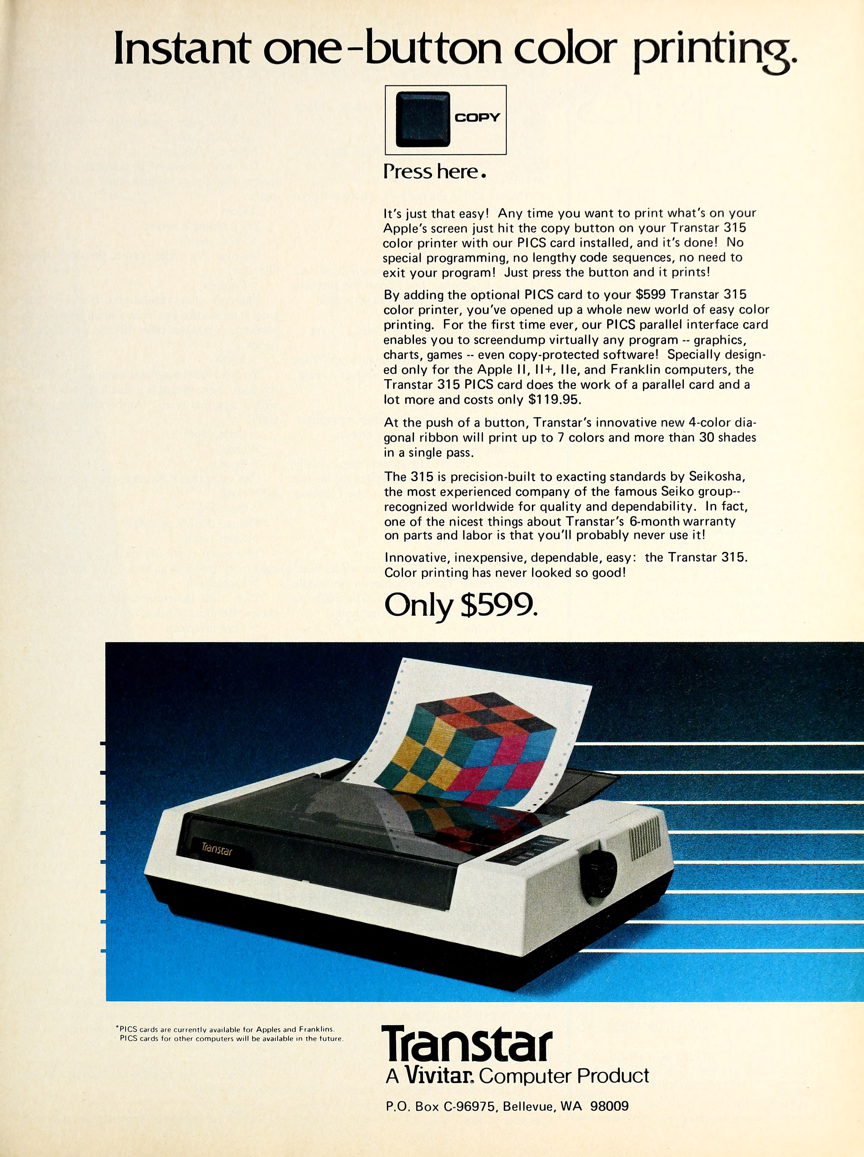 Instant one-button color printing.
COPY
Press here.
It's just that easy! Any time you want to print what's on your
Apple's screen just hit the copy button on your Transtar 315
color printer with our PICS card installed, and it's done! No
special programming, no lengthy code sequences, no need to
exit your program! Just press the button and it prints!
By adding the optional PICS card to your $599 Transtar 315
color printer, you've opened up a whole new world of easy color
printing. For the first time ever, our PICS parallel interface card
enables you to screendump virtually any program -- graphics,
charts, games -- even copy-protected software! Specially design-
ed only for the Apple II, II+, IIe, and Franklin computers, the
Transtar 315 PICS card does the work of a parallel card and a
lot more and costs only $119.95.
At the push of a button, Transtar's innovative new 4-color dia-
gonal ribbon will print up to 7 colors and more than 30 shades
in a single pass.
The 315 is precision-built to exacting standards by Seikosha,
the most experienced company of the famous Seiko group--
recognized worldwide for quality and dependability. In fact,
one of the nicest things about Transtar's 6-month warranty
on parts and labor is that you'll probably never use it!
Innovative, inexpensive, dependable, easy: the Transtar 315.
Color printing has never looked so good!
Only $599.
Transtar
*PICS cards are currently available for Apples and Franklins.
PICS cards for other computers will be available in the future.
Transtar
A Vivitar. Computer Product
P.O. Box C-96975, Bellevue, WA 98009